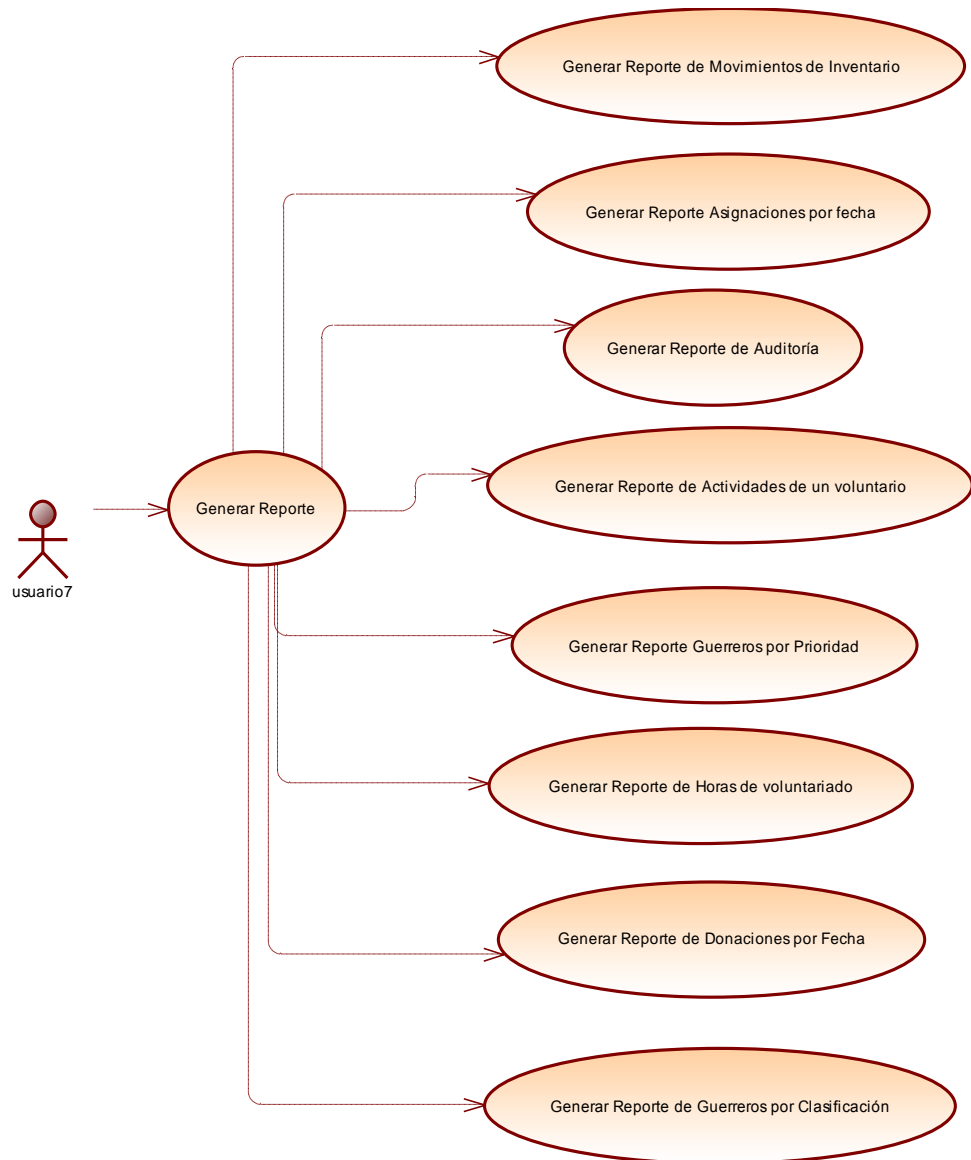 Generar Reporte de Movimientos de Inventario
Generar Reporte Asignaciones por fecha
Generar Reporte de Auditoría
Generar Reporte de Actividades de un voluntario
Generar Reporte
usuario7
Generar Reporte Guerreros por Prioridad
Generar Reporte de Horas de voluntariado
Generar Reporte de Donaciones por Fecha
Generar Reporte de Guerreros por Clasificación